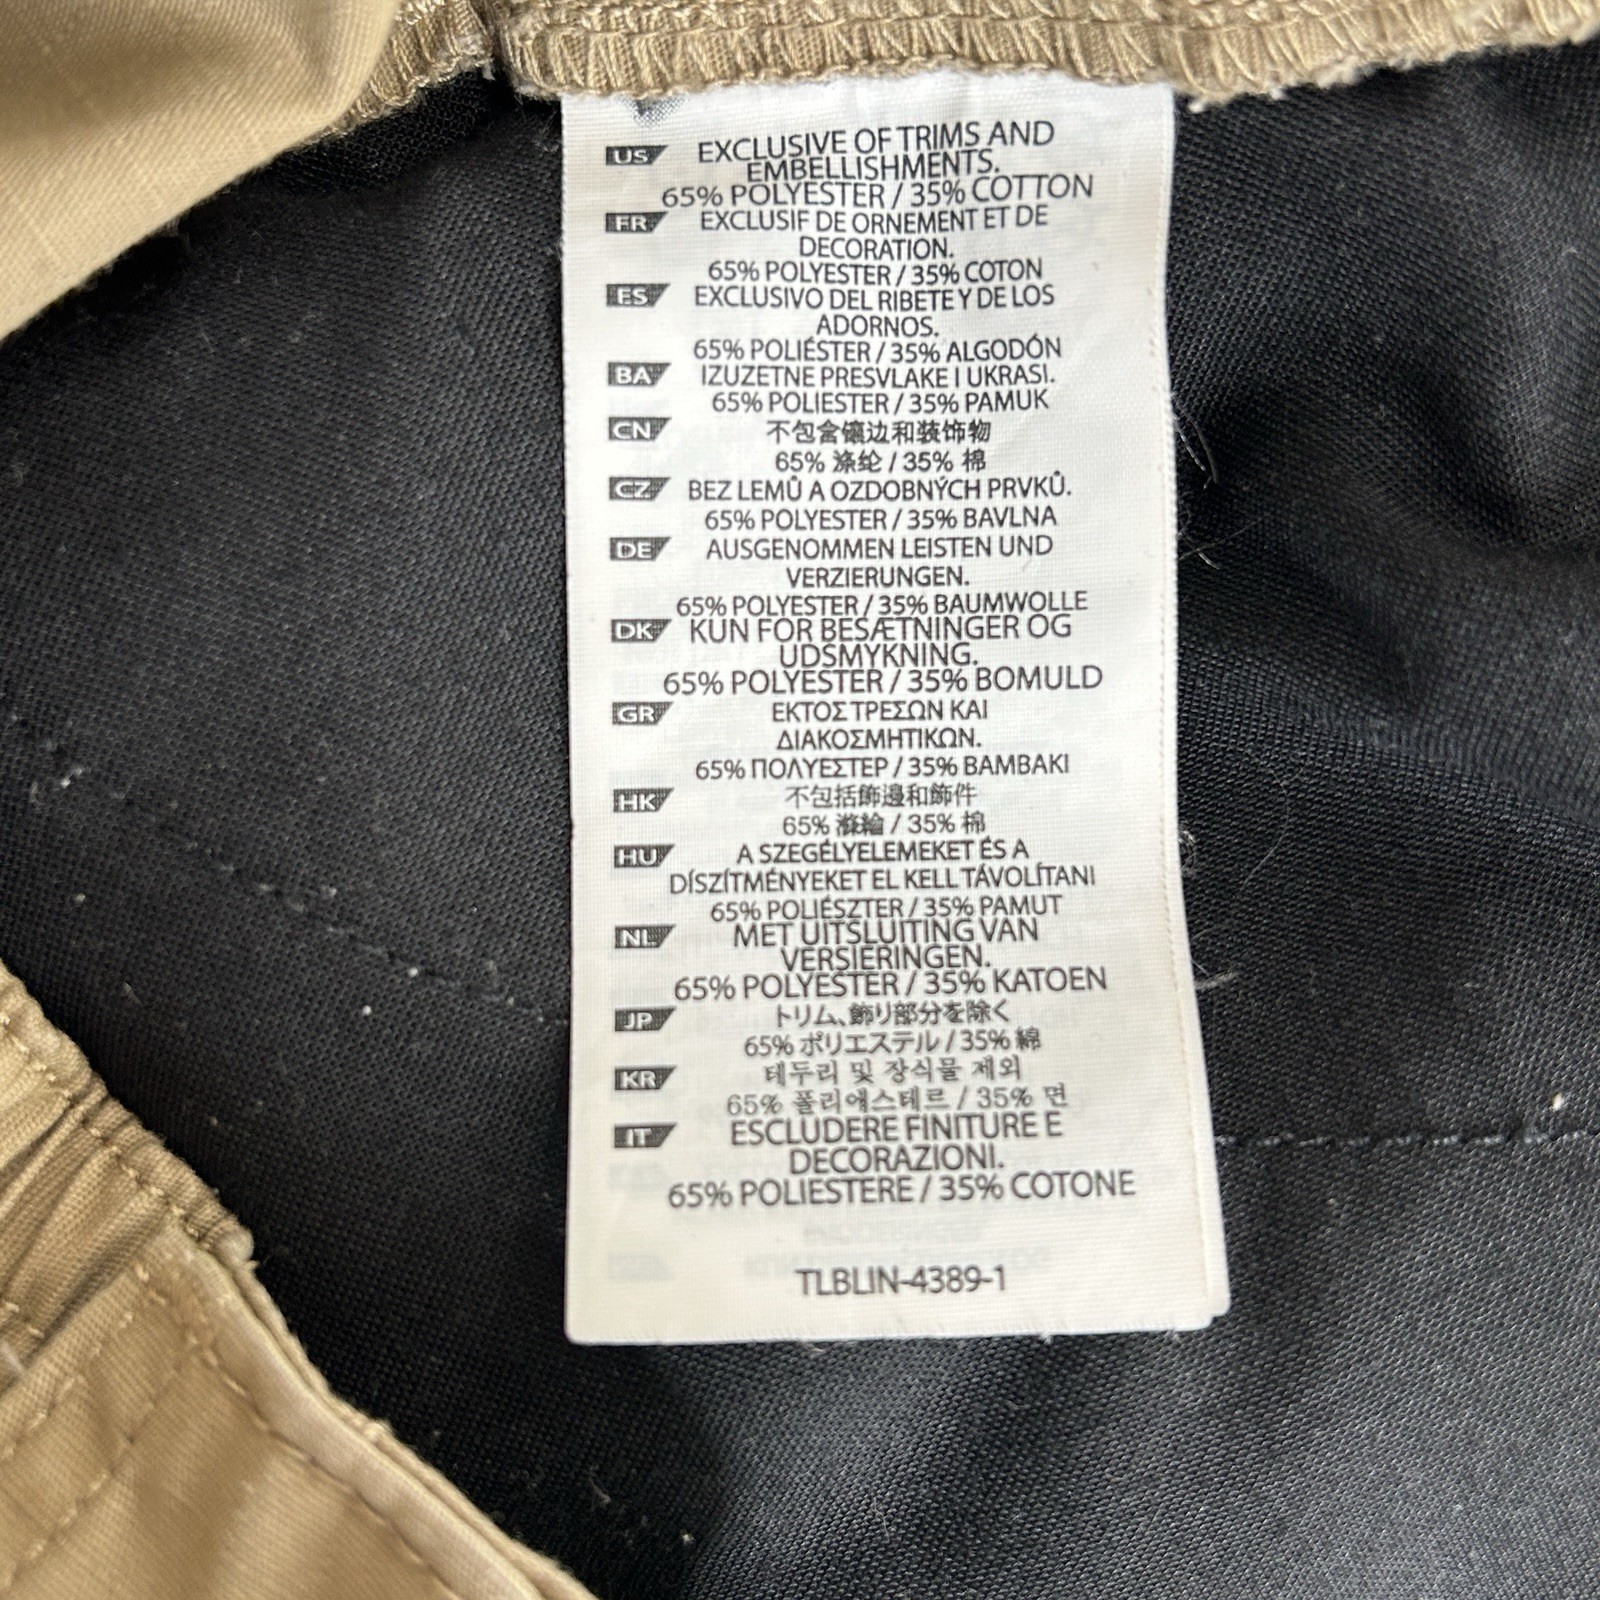 US EXCLUSIVE OF TRIMS AND
EMBELLISHMENTS.
65% POLYESTER / 35% COTTON
FR EXCLUSIF DE ORNEMENT ET DE
DECORATION.
65% POLYESTER / 35% COTON
ES EXCLUSIVO DEL RIBETE Y DE LOS
ADORNOS.
65% POLIÉSTER / 35% ALGODÓN
BA IZUZETNE PRESVLAKE I UKRASI.
65% POLIESTER / 35% PAMUK
CN 不包含镶边和装饰物
65% 涤纶 / 35% 棉
CZ BEZ LEMŮ A OZDOBNÝCH PRVKŮ.
65% POLYESTER / 35% BAVLNA
DE AUSGENOMMEN LEISTEN UND
VERZIERUNGEN.
65% POLYESTER / 35% BAUMWOLLE
DK KUN FOR BESÆTNINGER OG
UDSMYKNING.
65% POLYESTER / 35% BOMULD
GR ΕΚΤΟΣ ΤΡΕΣΩΝ ΚΑΙ
ΔΙΑΚΟΣΜΗΤΙΚΩΝ.
65% ΠΟΛΥΕΣΤΕΡ / 35% ΒΑΜΒΑΚΙ
HK 不包括飾邊和飾件
65% 滌綸 / 35% 棉
HU A SZEGÉLYELEMEKET ÉS A
DÍSZÍTMÉNYEKET EL KELL TÁVOLÍTANI
65% POLIÉSZTER / 35% PAMUT
NL MET UITSLUITING VAN
VERSIERINGEN.
65% POLYESTER / 35% KATOEN
JP トリム、飾り部分を除く
65% ポリエステル / 35% 綿
KR 테두리 및 장식물 제외
65% 폴리에스테르 / 35% 면
IT ESCLUDERE FINITURE E
DECORAZIONI.
65% POLIESTERE / 35% COTONE
TLBLIN-4389-1